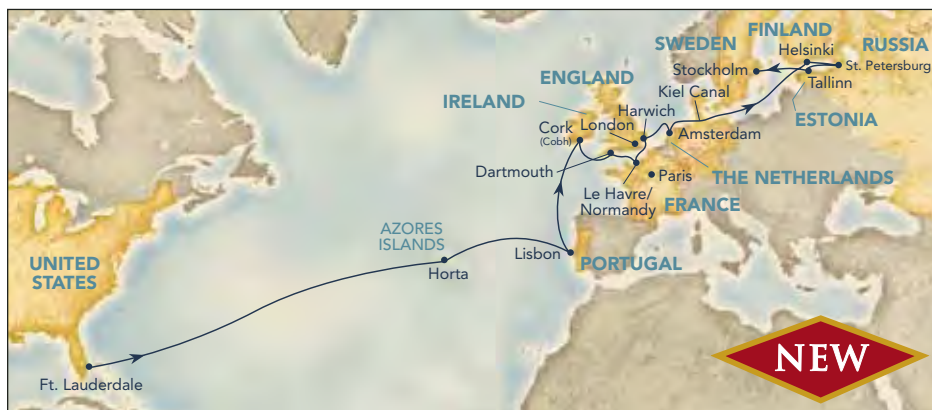 FINLAND
SWEDEN
Helsinki
RUSSIA
Stockholm
St. Petersburg
ENGLAND
Kiel Canal
Tallinn
IRELAND
Harwich
ESTONIA
Cork
London
(Cobh)
Amsterdam
Dartmouth
Paris
THE NETHERLANDS
Le Havre/
Normandy
FRANCE
AZORES
ISLANDS
Lisbon
PORTUGAL
UNITED
STATES
Horta
NEW
Ft. Lauderdale